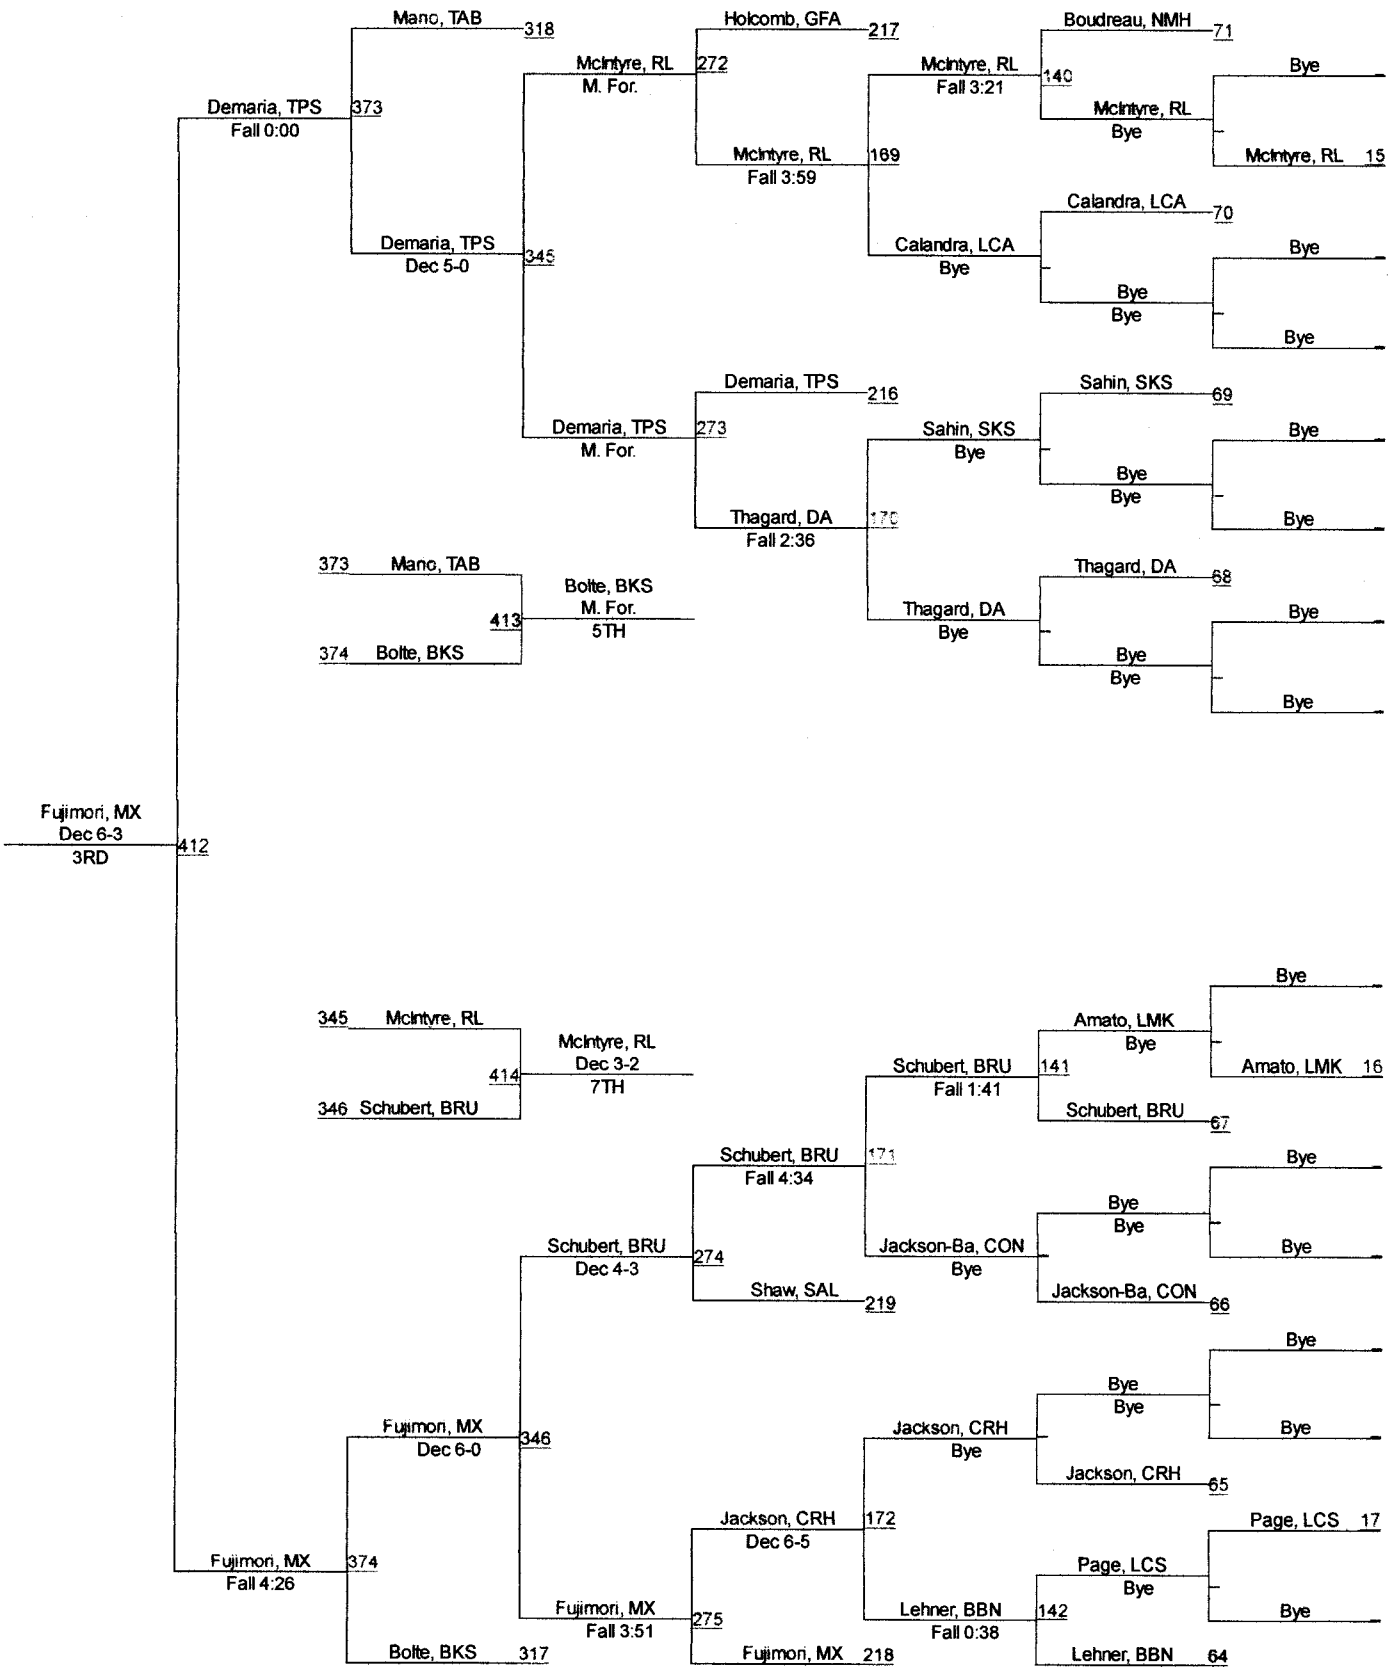 Mano, TAB
318
Holcomb, GFA
217
Boudreau, NMH
71
McIntyre, RL
M. For.
272
McIntyre, RL
Fall 3:21
140
Bye
Demaria, TPS
Fall 0:00
373
McIntyre, RL
Bye
McIntyre, RL
Fall 3:59
169
McIntyre, RL 15
Calandra, LCA
70
Demaria, TPS
Dec 5-0
345
Calandra, LCA
Bye
Bye
Bye
Bye
Bye
Demaria, TPS
216
Sahin, SKS
69
Demaria, TPS
M. For.
273
Sahin, SKS
Bye
Bye
Bye
Bye
Thagard, DA
Fall 2:36
170
Bye
373 Mano, TAB
Bolte, BKS
M. For.
5TH
413
374 Bolte, BKS
Thagard, DA
68
Thagard, DA
Bye
Bye
Bye
Bye
Bye
Fujimori, MX
Dec 6-3
3RD
412
Bye
345 McIntyre, RL
McIntyre, RL
Dec 3-2
7TH
414
346 Schubert, BRU
Amato, LMK
Bye
Schubert, BRU
Fall 1:41
141
Amato, LMK 16
Schubert, BRU
67
Schubert, BRU
Fall 4:34
171
Bye
Bye
Bye
Schubert, BRU
Dec 4-3
274
Jackson-Ba, CON
Bye
Bye
Shaw, SAL
219
Jackson-Ba, CON
66
Bye
Bye
Bye
Fujimori, MX
Dec 6-0
346
Jackson, CRH
Bye
Bye
Jackson, CRH
65
Jackson, CRH
Dec 6-5
172
Page, LCS 17
Fujimori, MX
Fall 4:26
374
Page, LCS
Bye
Fujimori, MX
Fall 3:51
275
Lehner, BBN
Fall 0:38
142
Bye
Bolte, BKS
317
Fujimori, MX
218
Lehner, BBN
64